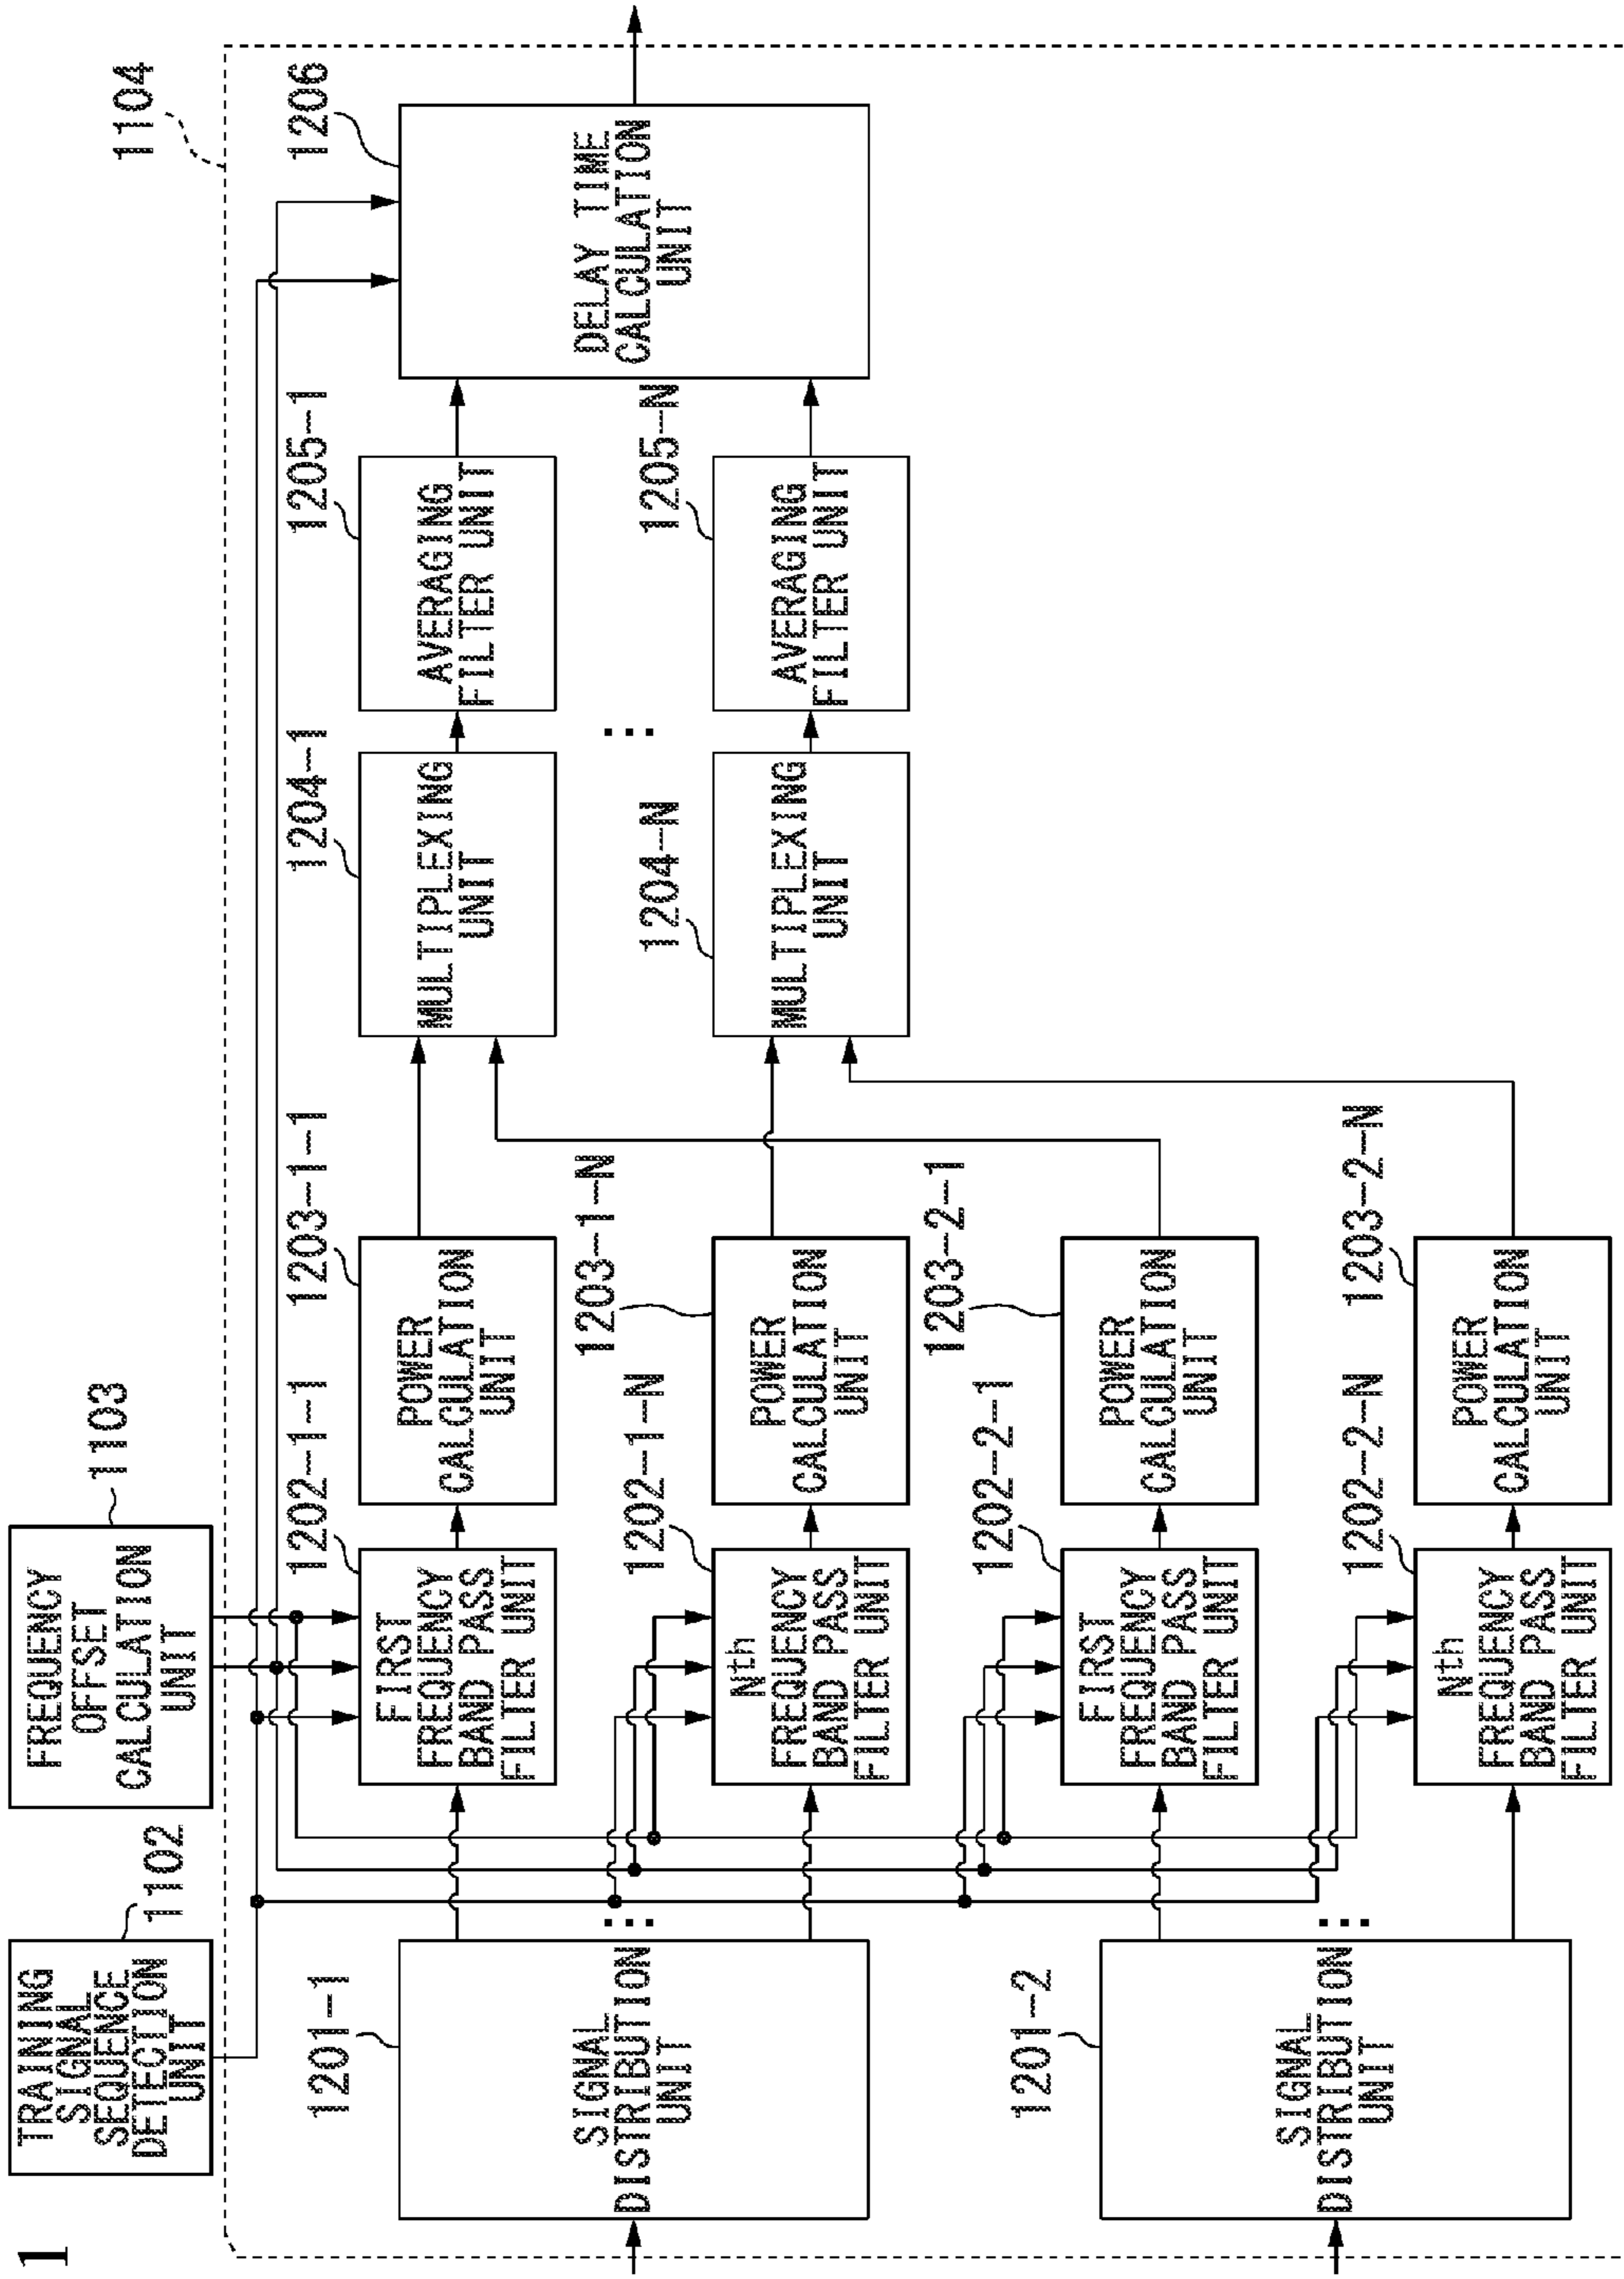 1
TRAINING
SIGNAL
SEQUENCE
DETECTION
UNIT
1102
FREQUENCY
OFFSET
CALCULATION
UNIT
1103
1104
1201-1
SIGNAL
DISTRIBUTION
UNIT
1202-1-1
FIRST
FREQUENCY
BAND PASS
FILTER UNIT
1203-1-1
POWER
CALCULATION
UNIT
1204-1
MULTIPLEXING
UNIT
1205-1
AVERAGING
FILTER UNIT
1206
DELAY TIME
CALCULATION
UNIT
...
...
1202-1-N
Nth
FREQUENCY
BAND PASS
FILTER UNIT
1203-1-N
POWER
CALCULATION
UNIT
1204-N
MULTIPLEXING
UNIT
1205-N
AVERAGING
FILTER UNIT
1201-2
SIGNAL
DISTRIBUTION
UNIT
1202-2-1
FIRST
FREQUENCY
BAND PASS
FILTER UNIT
1203-2-1
POWER
CALCULATION
UNIT
...
1202-2-N
Nth
FREQUENCY
BAND PASS
FILTER UNIT
1203-2-N
POWER
CALCULATION
UNIT